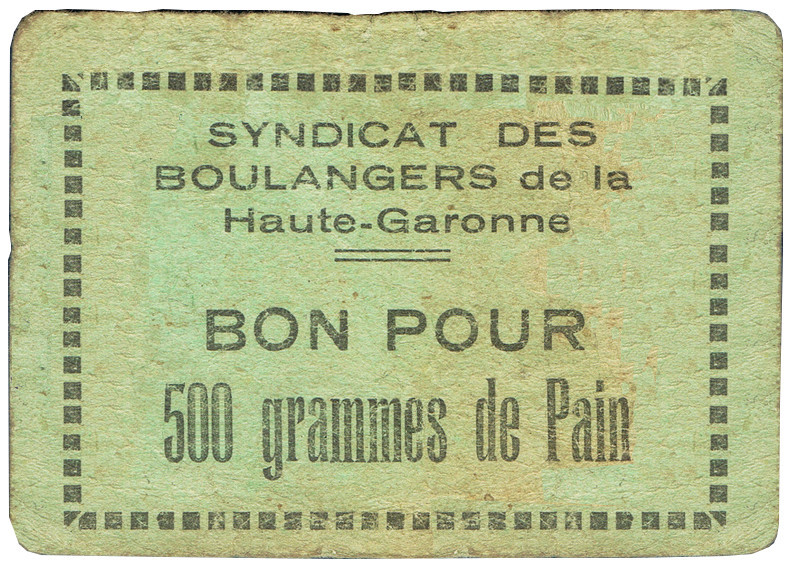 SYNDICAT DES
BOULANGERS de la
Haute-Garonne
BON POUR
500 grammes de Pain